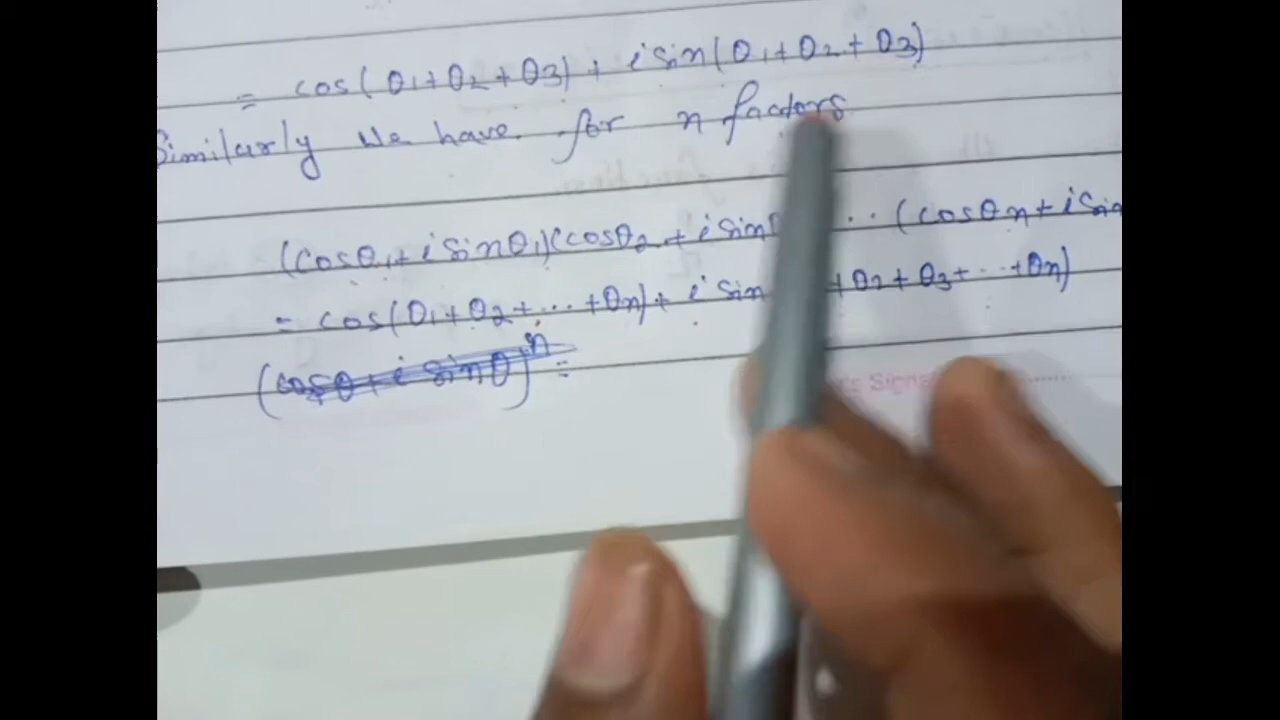 = cos(θ1+θ2+θ3) + i sin(θ1+θ2+θ3)
Similarly We have for n factors
(cosθ1+i sinθ1)(cosθ2+i sin ... (cosθn+i sin
= cos(θ1+θ2+...+θn)+ i sin +θ2+θ3+...+θn)
(cosθ+i sinθ)^n =